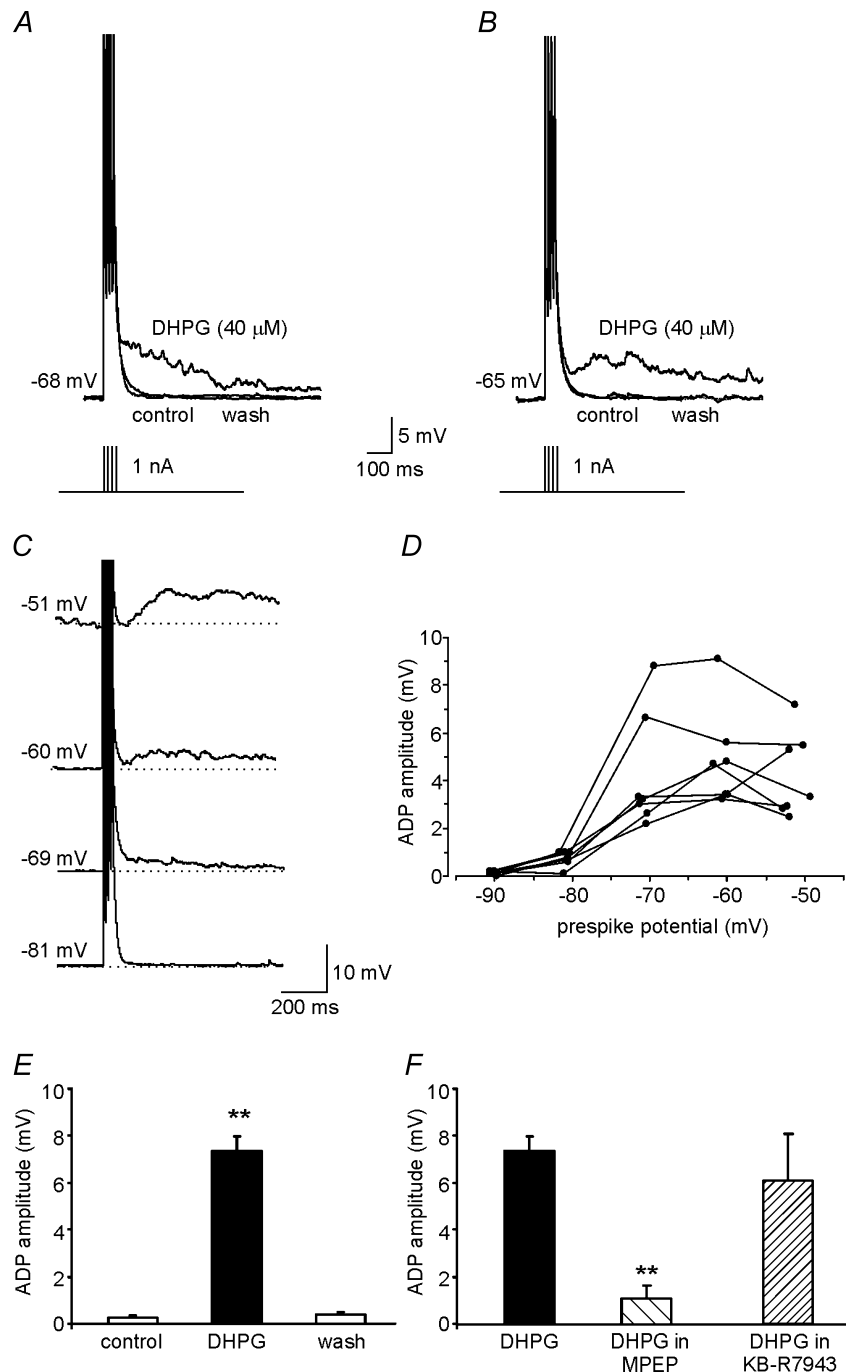 A
B
DHPG (40 µM)
DHPG (40 µM)
-68 mV
-65 mV
control
wash
control
wash
5 mV
100 ms
1 nA
1 nA
C
D
-51 mV
-60 mV
-69 mV
-81 mV
10 mV
200 ms
ADP amplitude (mV)
10
8
6
4
2
0
-90
-80
-70
-60
-50
prespike potential (mV)
E
F
ADP amplitude (mV)
10
8
6
4
2
0
**
control
DHPG
wash
ADP amplitude (mV)
10
8
6
4
2
0
**
DHPG
DHPG in
MPEP
DHPG in
KB-R7943